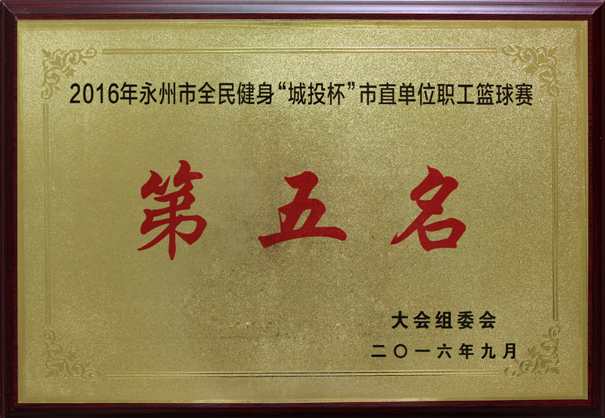 2016年永州市全民健身“城投杯”市直单位职工篮球赛
第五名
大会组委会
二〇一六年九月